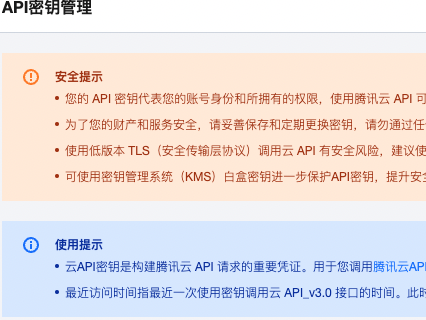 API密钥管理
安全提示
• 您的 API 密钥代表您的账号身份和所拥有的权限，使用腾讯云 API 可
• 为了您的财产和服务安全，请妥善保存和定期更换密钥，请勿通过任
• 使用低版本 TLS（安全传输层协议）调用云 API 有安全风险，建议使
• 可使用密钥管理系统（KMS）白盒密钥进一步保护API密钥，提升安全
使用提示
• 云API密钥是构建腾讯云 API 请求的重要凭证。用于您调用腾讯云API
• 最近访问时间指最近一次使用密钥调用云 API_v3.0 接口的时间。此时